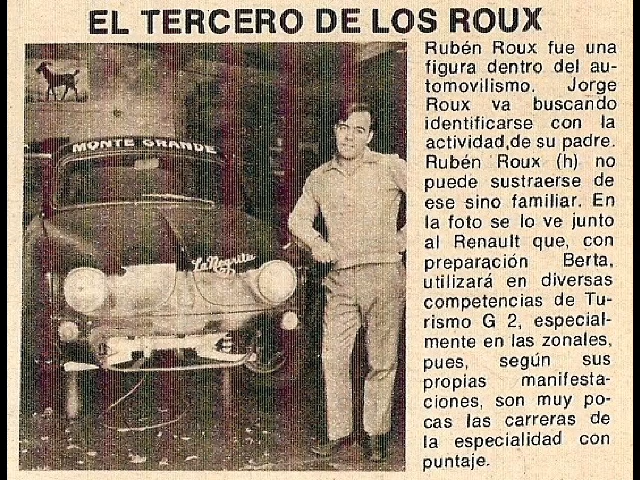 EL TERCERO DE LOS ROUX
MONTE GRANDE
La Negrita
Rubén Roux fue una
figura dentro del au-
tomovilismo. Jorge
Roux va buscando
identificarse con la
actividad,de su padre.
Rubén Roux (h) no
puede sustraerse de
ese sino familiar. En
la foto se lo ve junto
al Renault que, con
preparación Berta,
utilizará en diversas
competencias de Tu-
rismo G 2, especial-
mente en las zonales,
pues, según sus
propias manifesta-
ciones, son muy po-
cas las carreras de
la especialidad con
puntaje.